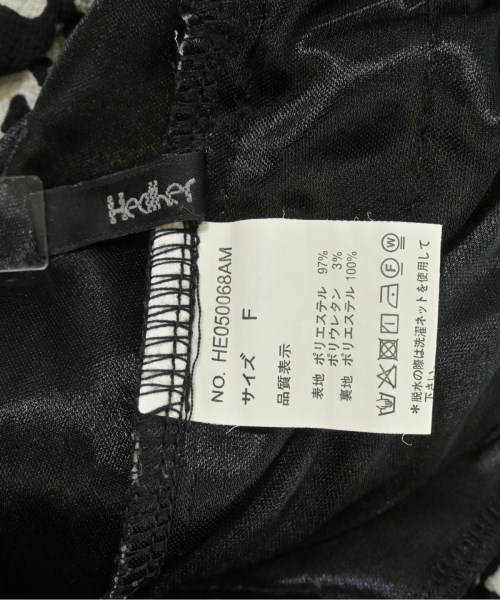 NO. HE050068AM
サイズ F
品質表示
表地 ポリエステル 97%
ポリウレタン 3%
裏地 ポリエステル 100%
F W
*脱水の際は洗濯ネットを使用して
下さい。